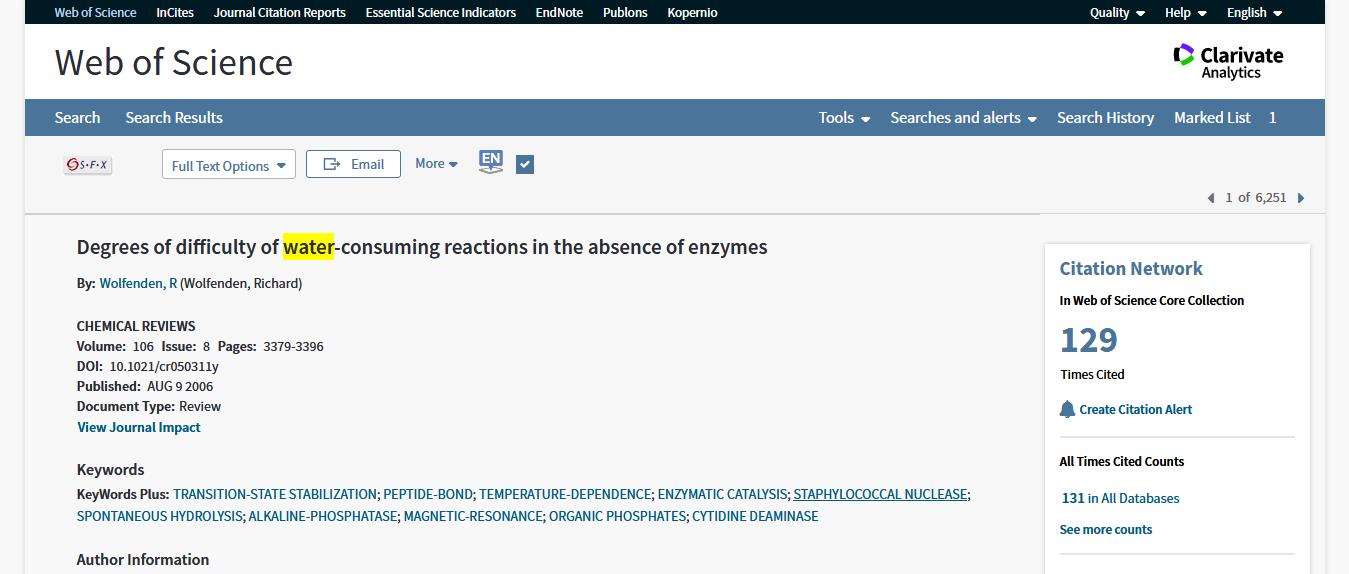 Web of Science InCites Journal Citation Reports Essential Science Indicators EndNote Publons Kopernio Quality Help English
Web of Science
Clarivate
Analytics
Search Search Results Tools Searches and alerts Search History Marked List 1
S·F·X Full Text Options Email More EN
1 of 6,251
Degrees of difficulty of water-consuming reactions in the absence of enzymes
By: Wolfenden, R (Wolfenden, Richard)
CHEMICAL REVIEWS
Volume: 106 Issue: 8 Pages: 3379-3396
DOI: 10.1021/cr050311y
Published: AUG 9 2006
Document Type: Review
View Journal Impact
Keywords
KeyWords Plus: TRANSITION-STATE STABILIZATION; PEPTIDE-BOND; TEMPERATURE-DEPENDENCE; ENZYMATIC CATALYSIS; STAPHYLOCOCCAL NUCLEASE;
SPONTANEOUS HYDROLYSIS; ALKALINE-PHOSPHATASE; MAGNETIC-RESONANCE; ORGANIC PHOSPHATES; CYTIDINE DEAMINASE
Author Information
Citation Network
In Web of Science Core Collection
129
Times Cited
Create Citation Alert
All Times Cited Counts
131 in All Databases
See more counts